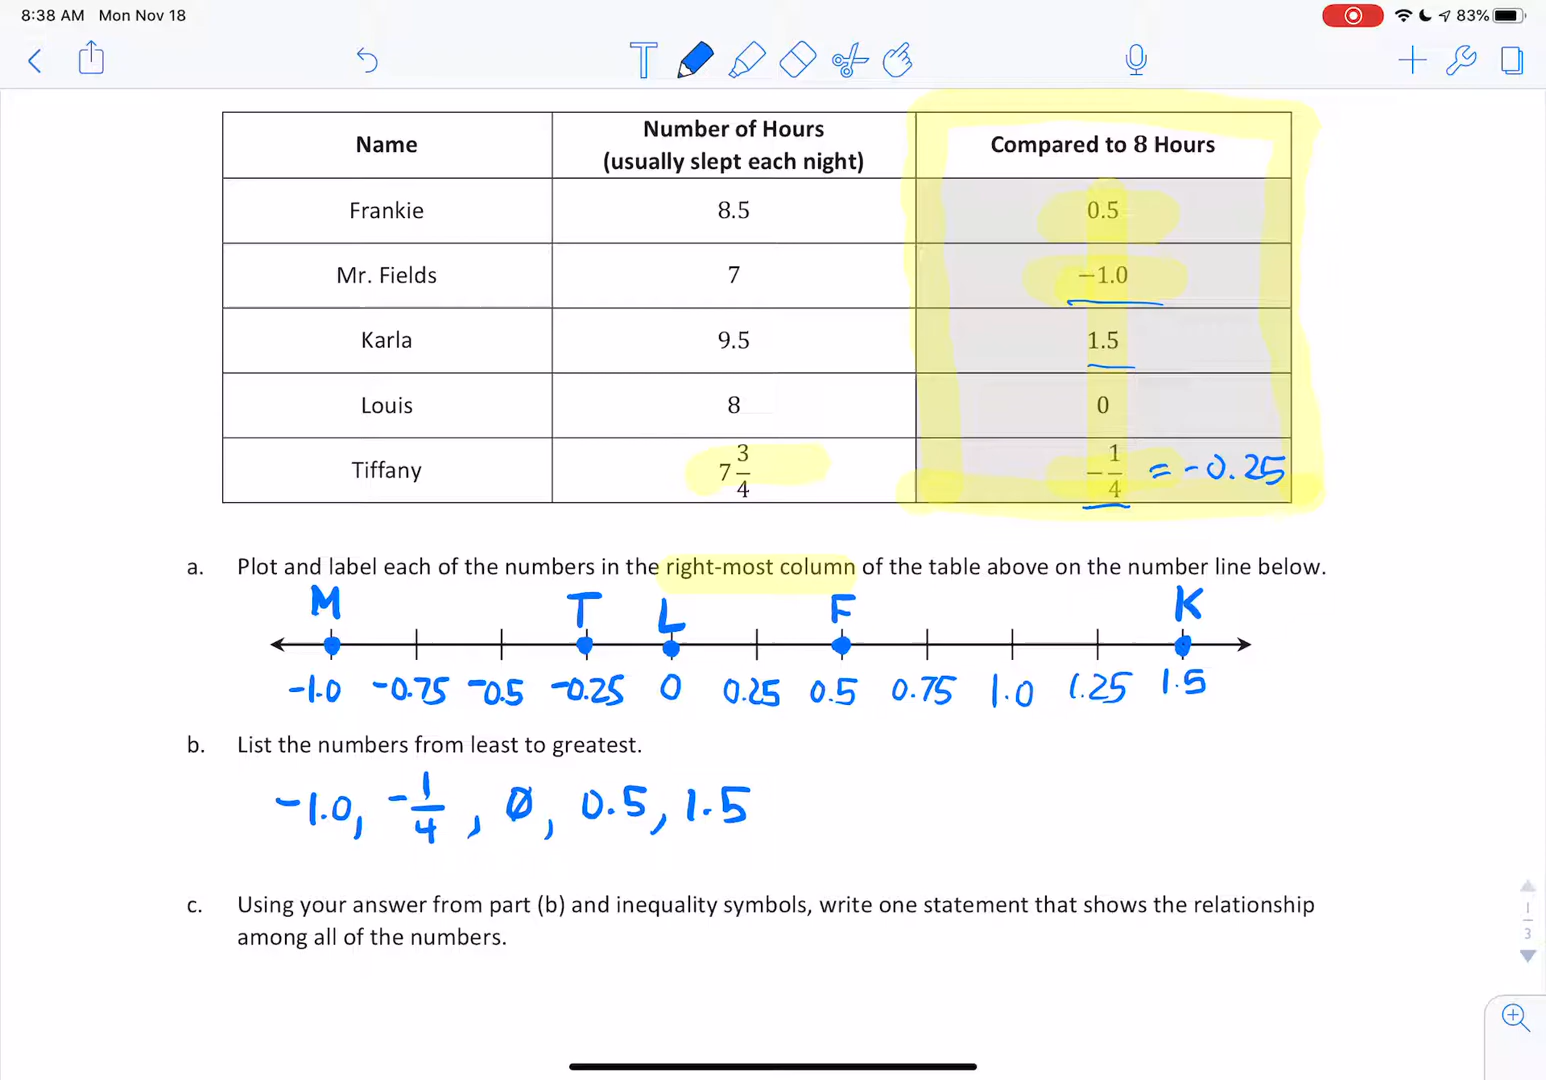 8:38 AM Mon Nov 18 83%
T
Name Number of Hours (usually slept each night) Compared to 8 Hours
Frankie 8.5 0.5
Mr. Fields 7 −1.0
Karla 9.5 1.5
Louis 8 0
Tiffany 7 3/4 −1/4 = -0.25
a. Plot and label each of the numbers in the right-most column of the table above on the number line below.
M T L F K
-1.0 -0.75 -0.5 -0.25 0 0.25 0.5 0.75 1.0 1.25 1.5
b. List the numbers from least to greatest.
-1.0, -1/4, 0, 0.5, 1.5
c. Using your answer from part (b) and inequality symbols, write one statement that shows the relationship
among all of the numbers.
1
3